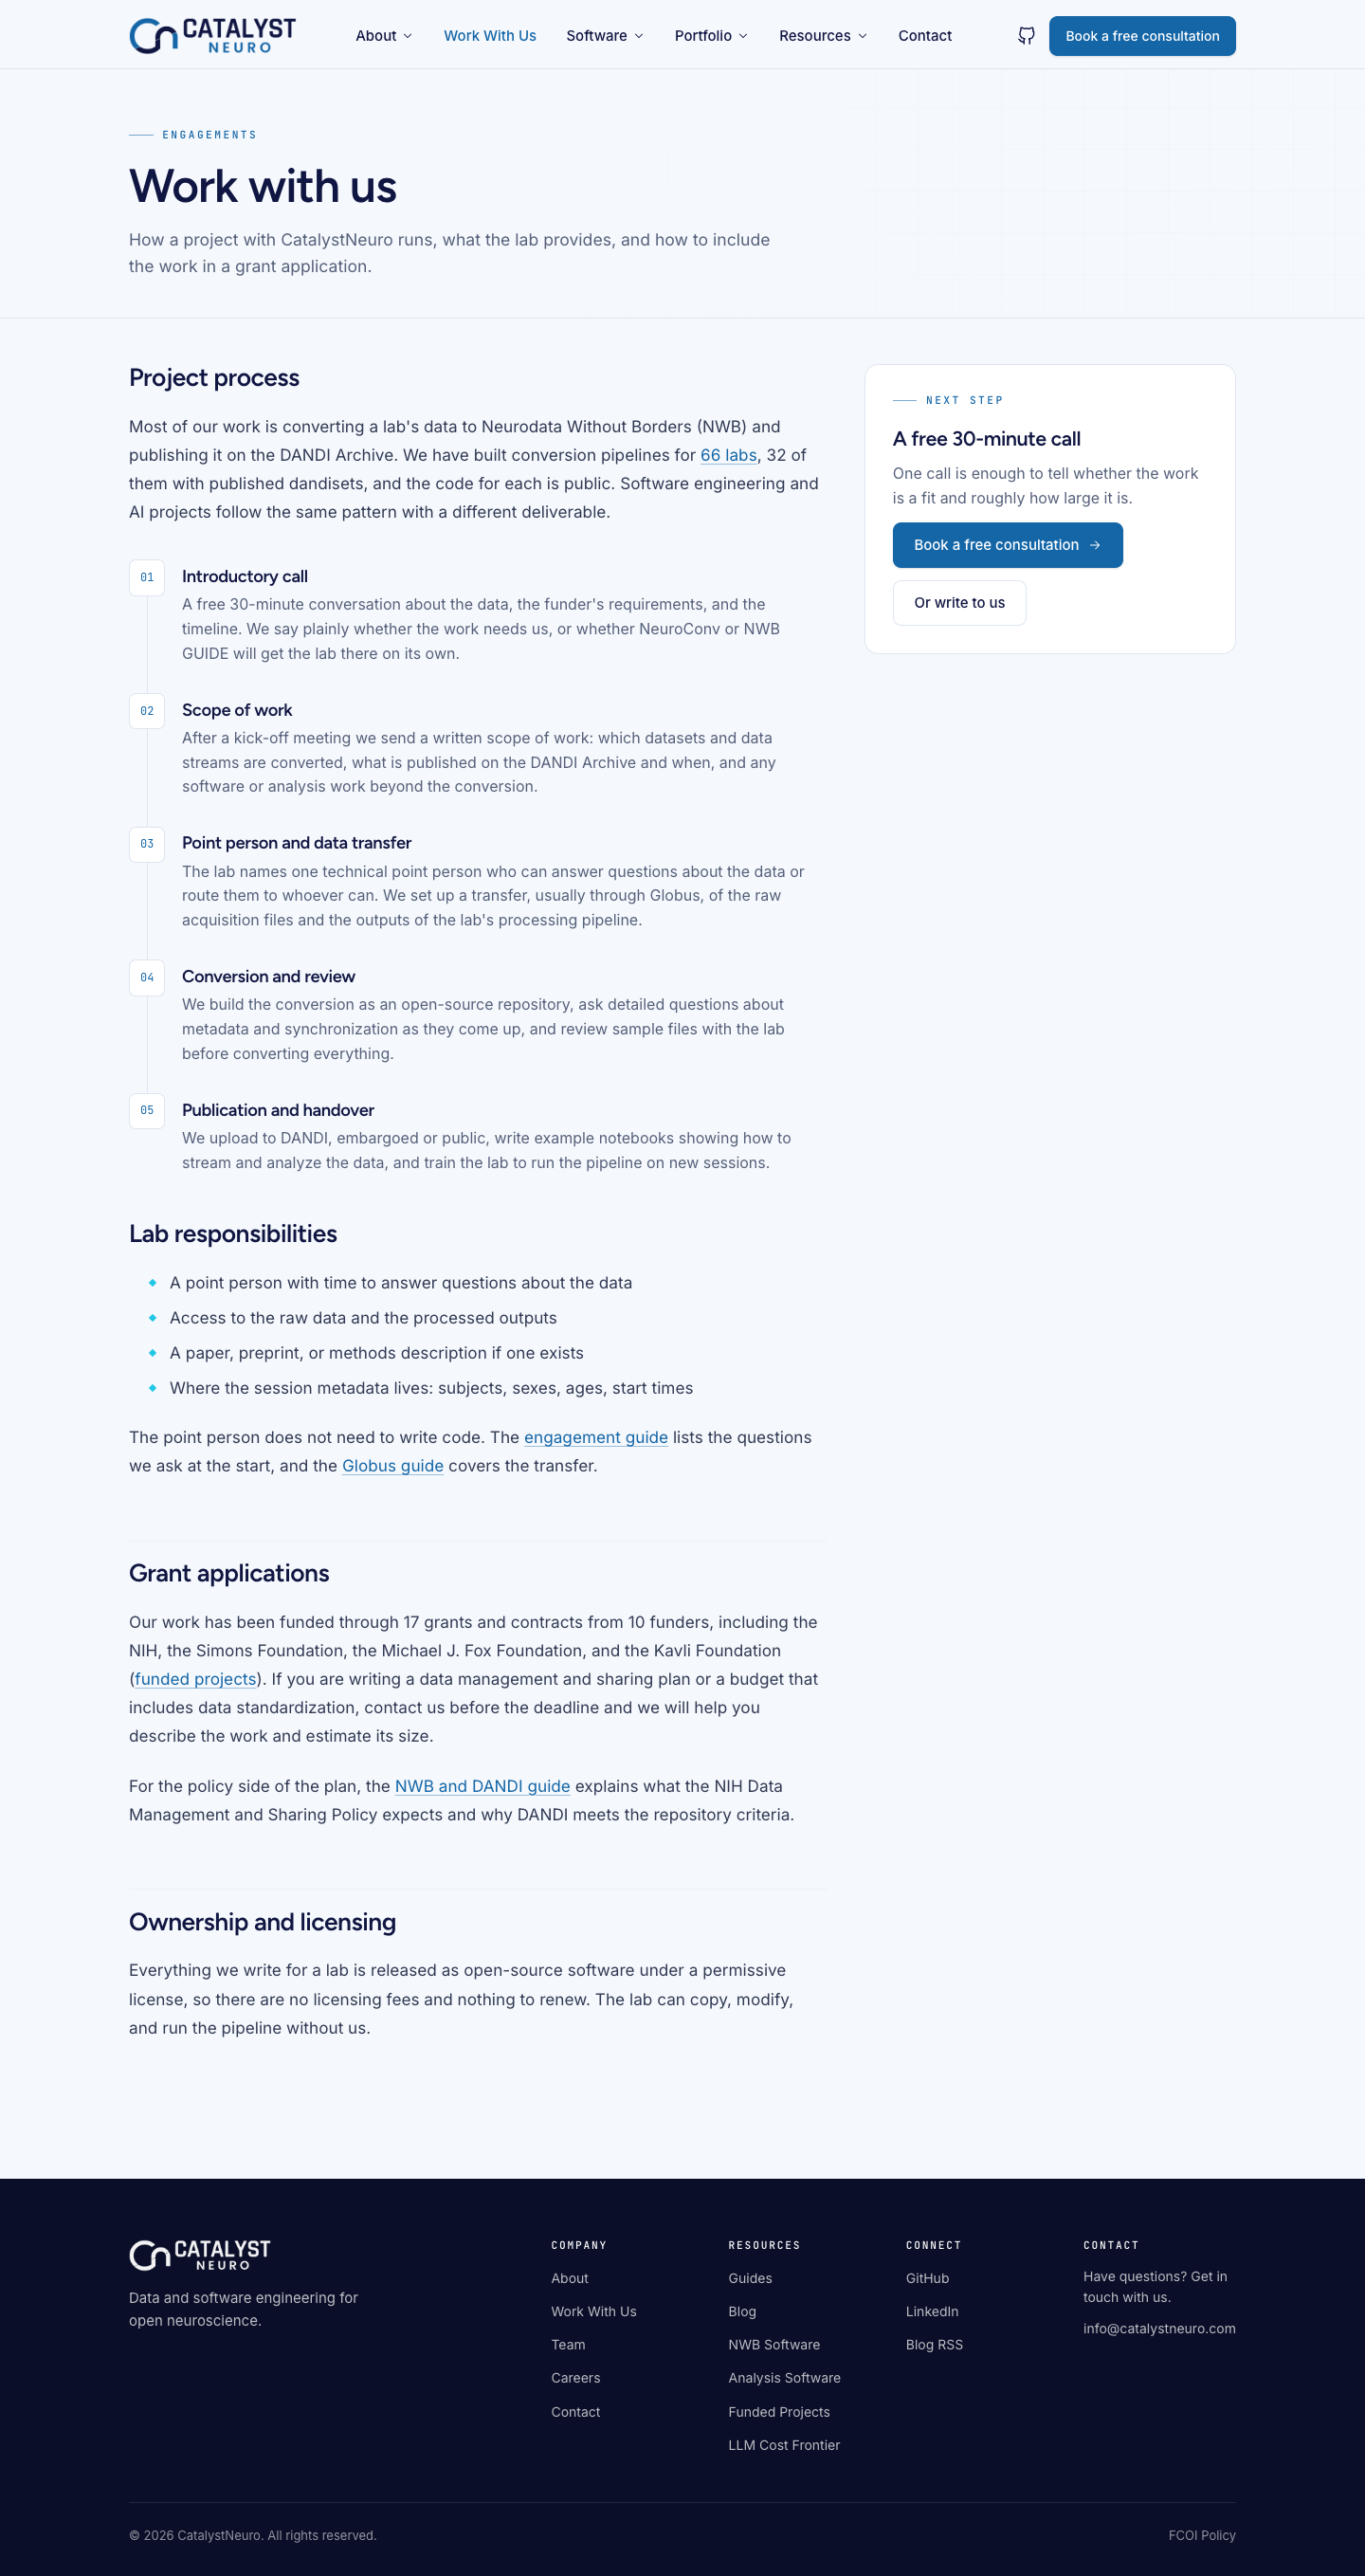 CATALYST
NEURO
About
Work With Us
Software
Portfolio
Resources
Contact
Book a free consultation
ENGAGEMENTS
Work with us
How a project with CatalystNeuro runs, what the lab provides, and how to include
the work in a grant application.
Project process
Most of our work is converting a lab's data to Neurodata Without Borders (NWB) and
publishing it on the DANDI Archive. We have built conversion pipelines for 66 labs, 32 of
them with published dandisets, and the code for each is public. Software engineering and
AI projects follow the same pattern with a different deliverable.
01
Introductory call
A free 30-minute conversation about the data, the funder's requirements, and the
timeline. We say plainly whether the work needs us, or whether NeuroConv or NWB
GUIDE will get the lab there on its own.
02
Scope of work
After a kick-off meeting we send a written scope of work: which datasets and data
streams are converted, what is published on the DANDI Archive and when, and any
software or analysis work beyond the conversion.
03
Point person and data transfer
The lab names one technical point person who can answer questions about the data or
route them to whoever can. We set up a transfer, usually through Globus, of the raw
acquisition files and the outputs of the lab's processing pipeline.
04
Conversion and review
We build the conversion as an open-source repository, ask detailed questions about
metadata and synchronization as they come up, and review sample files with the lab
before converting everything.
05
Publication and handover
We upload to DANDI, embargoed or public, write example notebooks showing how to
stream and analyze the data, and train the lab to run the pipeline on new sessions.
Lab responsibilities
A point person with time to answer questions about the data
Access to the raw data and the processed outputs
A paper, preprint, or methods description if one exists
Where the session metadata lives: subjects, sexes, ages, start times
The point person does not need to write code. The engagement guide lists the questions
we ask at the start, and the Globus guide covers the transfer.
Grant applications
Our work has been funded through 17 grants and contracts from 10 funders, including the
NIH, the Simons Foundation, the Michael J. Fox Foundation, and the Kavli Foundation
(funded projects). If you are writing a data management and sharing plan or a budget that
includes data standardization, contact us before the deadline and we will help you
describe the work and estimate its size.
For the policy side of the plan, the NWB and DANDI guide explains what the NIH Data
Management and Sharing Policy expects and why DANDI meets the repository criteria.
Ownership and licensing
Everything we write for a lab is released as open-source software under a permissive
license, so there are no licensing fees and nothing to renew. The lab can copy, modify,
and run the pipeline without us.
NEXT STEP
A free 30-minute call
One call is enough to tell whether the work
is a fit and roughly how large it is.
Book a free consultation →
Or write to us
CATALYST
NEURO
Data and software engineering for
open neuroscience.
COMPANY
About
Work With Us
Team
Careers
Contact
RESOURCES
Guides
Blog
NWB Software
Analysis Software
Funded Projects
LLM Cost Frontier
CONNECT
GitHub
LinkedIn
Blog RSS
CONTACT
Have questions? Get in
touch with us.
info@catalystneuro.com
© 2026 CatalystNeuro. All rights reserved.
FCOI Policy